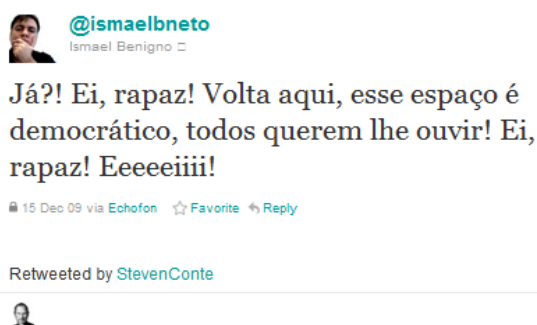 @ismaelbneto
Ismael Benigno
Já?! Ei, rapaz! Volta aqui, esse espaço é
democrático, todos querem lhe ouvir! Ei,
rapaz! Eeeeeiiii!
15 Dec 09 via Echofon Favorite Reply
Retweeted by StevenConte